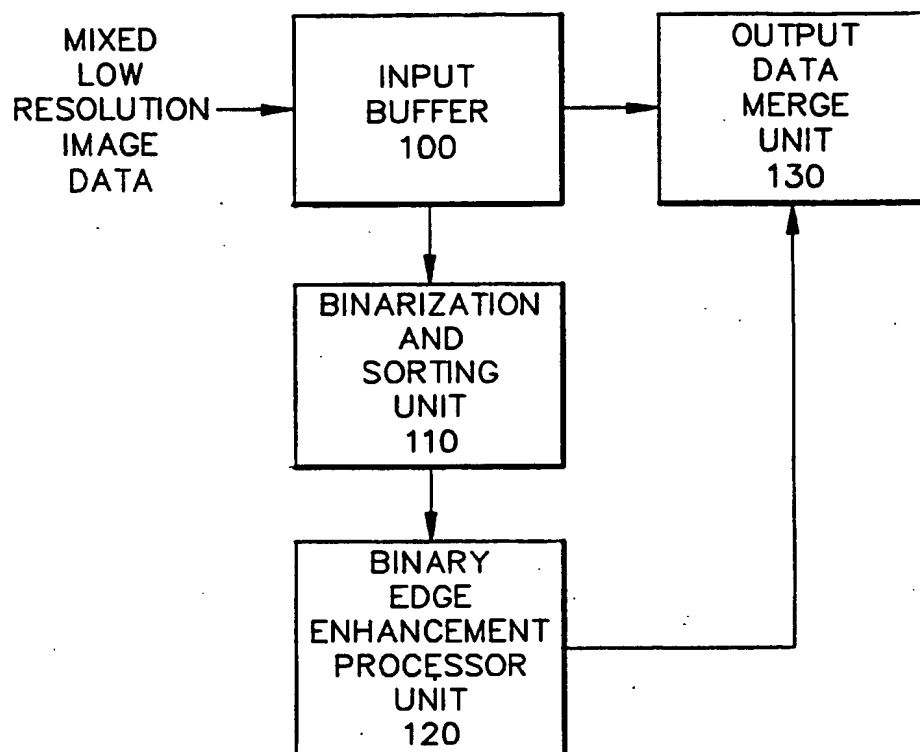 MIXED
LOW
RESOLUTION
IMAGE
DATA
INPUT
BUFFER
100
OUTPUT
DATA
MERGE
UNIT
130
BINARIZATION
AND
SORTING
UNIT
110
BINARY
EDGE
ENHANCEMENT
PROCESSOR
UNIT
120